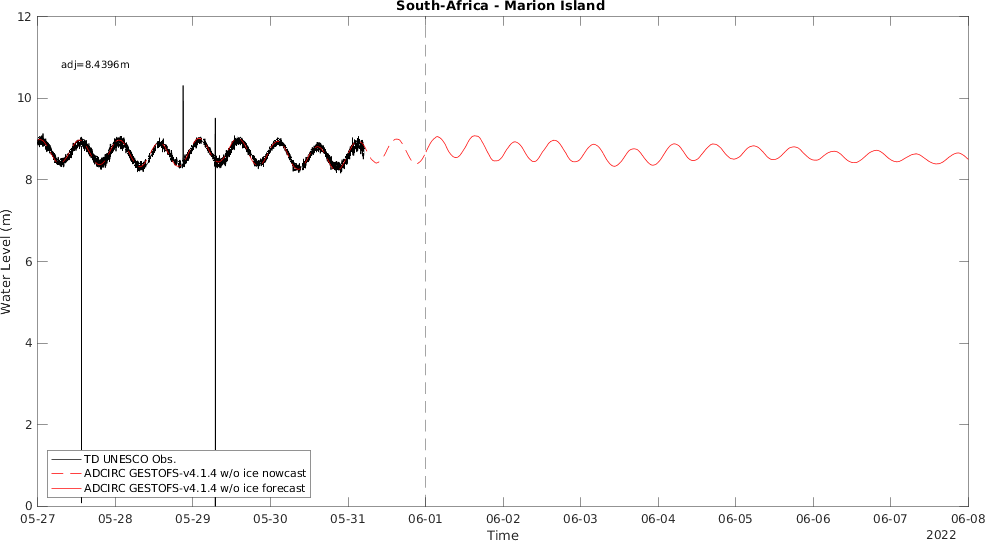 South-Africa - Marion Island
12
adj=8.4396m
10
8
6
4
2
0
Water Level (m)
TD UNESCO Obs.
ADCIRC GESTOFS-v4.1.4 w/o ice nowcast
ADCIRC GESTOFS-v4.1.4 w/o ice forecast
05-27 05-28 05-29 05-30 05-31 06-01 06-02 06-03 06-04 06-05 06-06 06-07 06-08
Time
2022